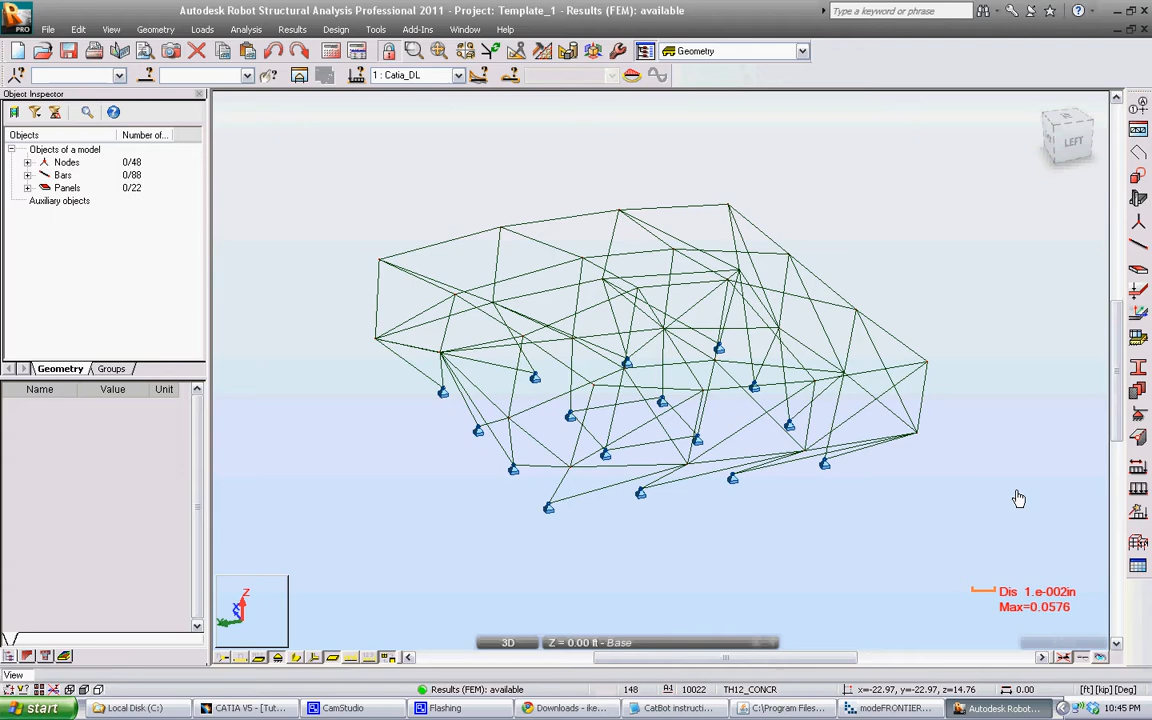 Autodesk Robot Structural Analysis Professional 2011 - Project: Template_1 - Results (FEM): available
Type a keyword or phrase
PRO
File Edit View Geometry Loads Analysis Results Design Tools Add-Ins Window Help
Geometry
1 : Catia_DL
Object Inspector
Objects Number of...
Objects of a model
Nodes 0/48
Bars 0/88
Panels 0/22
Auxiliary objects
Geometry Groups
Name Value Unit
LEFT
Z
Dis 1.e-002in
Max=0.0576
3D Z = 0.00 ft - Base
View
Results (FEM): available 148 10022 TH12_CONCR x=-22.97, y=-22.97, z=14.76 0.00 [ft] [kip] [Deg]
start Local Disk (C:) CATIA V5 - [Tut... CamStudio Flashing Downloads - ike... CatBot instructi... C:\Program Files... modeFRONTIER... Autodesk Robot... 10:45 PM